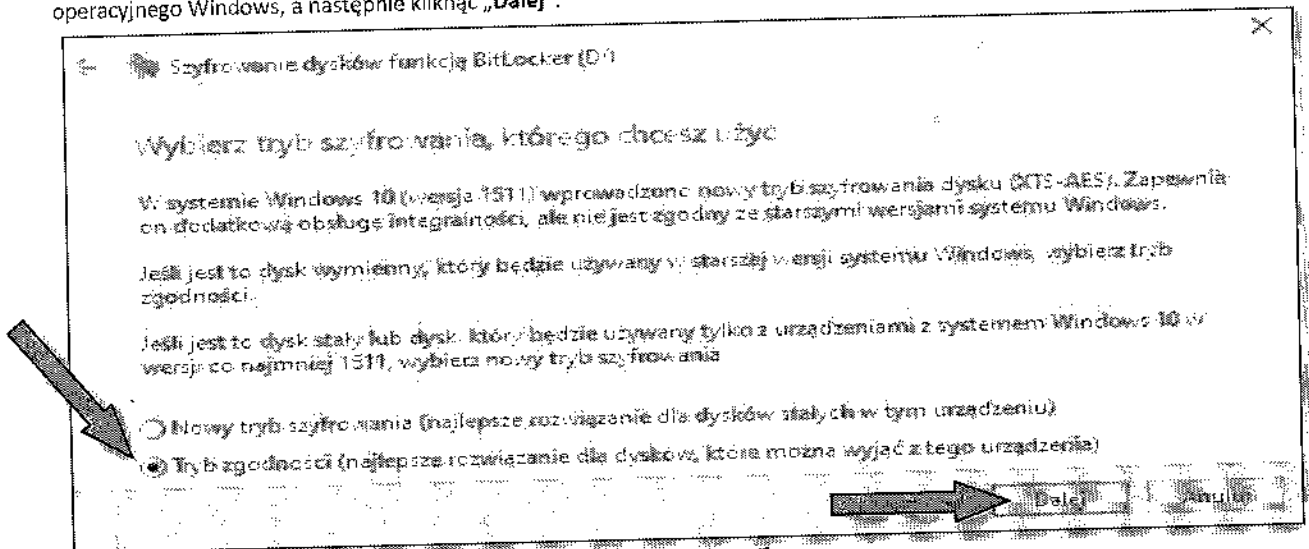 operacyjnego Windows, a następnie kliknąć „Dalej”.
Szyfrowanie dysków funkcją BitLocker (D:)
Wybierz tryb szyfrowania, którego chcesz użyć
W systemie Windows 10 (wersja 1511) wprowadzono nowy tryb szyfrowania dysku (XTS-AES). Zapewnia
on dodatkową obsługę integralności, ale nie jest zgodny ze starszymi wersjami systemu Windows.
Jeśli jest to dysk wymienny, który będzie używany w starszej wersji systemu Windows, wybierz tryb
zgodności.
Jeśli jest to dysk stały lub dysk, który będzie używany tylko z urządzeniami z systemem Windows 10 w
wersji co najmniej 1511, wybierz nowy tryb szyfrowania
Nowy tryb szyfrowania (najlepsze rozwiązanie dla dysków stałych w tym urządzeniu)
Tryb zgodności (najlepsze rozwiązanie dla dysków, które można wyjąć z tego urządzenia)
Dalej Anuluj